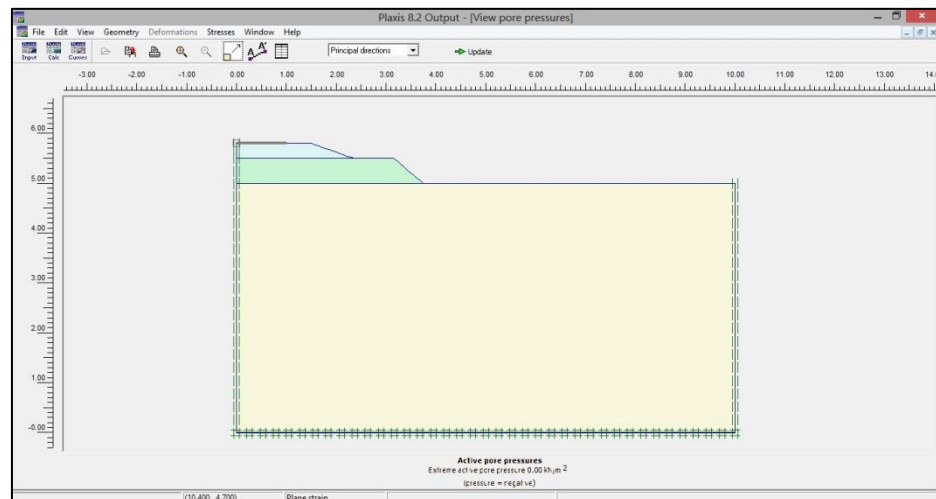 Plaxis 8.2 Output - [View pore pressures]
File Edit View Geometry Deformations Stresses Window Help
Input Calc Curves
Principal directions
Update
-3.00 -2.00 -1.00 0.00 1.00 2.00 3.00 4.00 5.00 6.00 7.00 8.00 9.00 10.00 11.00 12.00 13.00 14.0
6.00
5.00
4.00
3.00
2.00
1.00
-0.00
Active pore pressures
Extreme active pore pressure 0.00 kN/m 2
(pressure = negative)
(10.400, -4.700) Plane strain